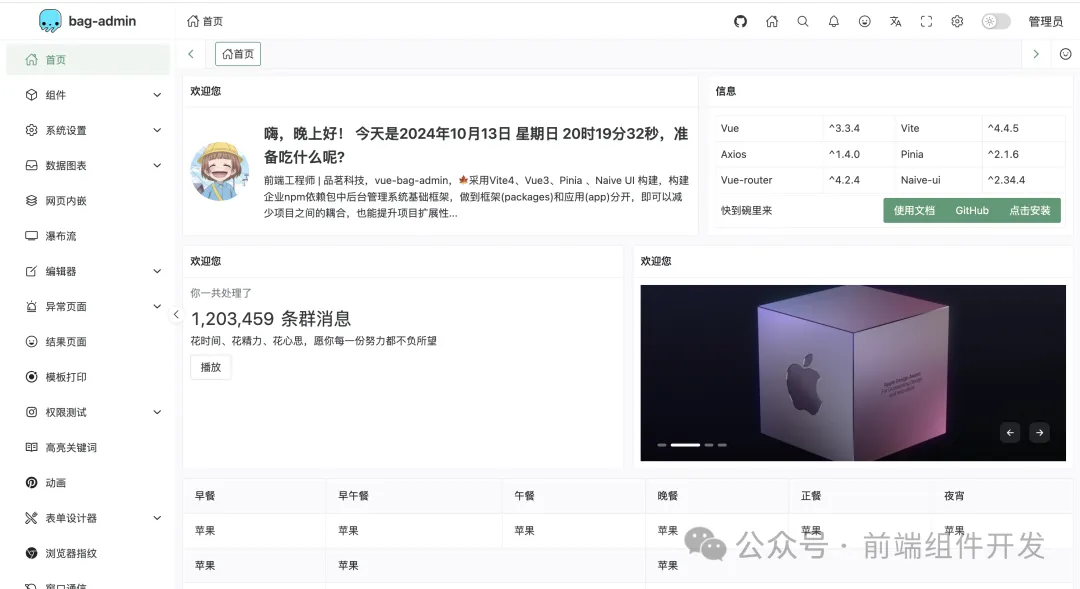 bag-admin
首页
管理员
首页
首页
组件
系统设置
数据图表
网页内嵌
瀑布流
编辑器
异常页面
结果页面
模板打印
权限测试
高亮关键词
动画
表单设计器
浏览器指纹
窗口通信
欢迎您
嗨，晚上好！ 今天是2024年10月13日 星期日 20时19分32秒，准
备吃什么呢?
前端工程师 | 品茗科技，vue-bag-admin，🍁采用Vite4、Vue3、Pinia 、Naive UI 构建，构建
企业npm依赖包中后台管理系统基础框架，做到框架(packages)和应用(app)分开，即可以减
少项目之间的耦合，也能提升项目扩展性...
信息
Vue ^3.3.4 Vite ^4.4.5
Axios ^1.4.0 Pinia ^2.1.6
Vue-router ^4.2.4 Naive-ui ^2.34.4
快到碗里来 使用文档 GitHub 点击安装
欢迎您
你一共处理了
1,203,459 条群消息
花时间、花精力、花心思，愿你每一份努力都不负所望
播放
欢迎您
早餐 早午餐 午餐 晚餐 正餐 夜宵
苹果 苹果 苹果 苹果 苹果 苹果
苹果 苹果 苹果
公众号 · 前端组件开发